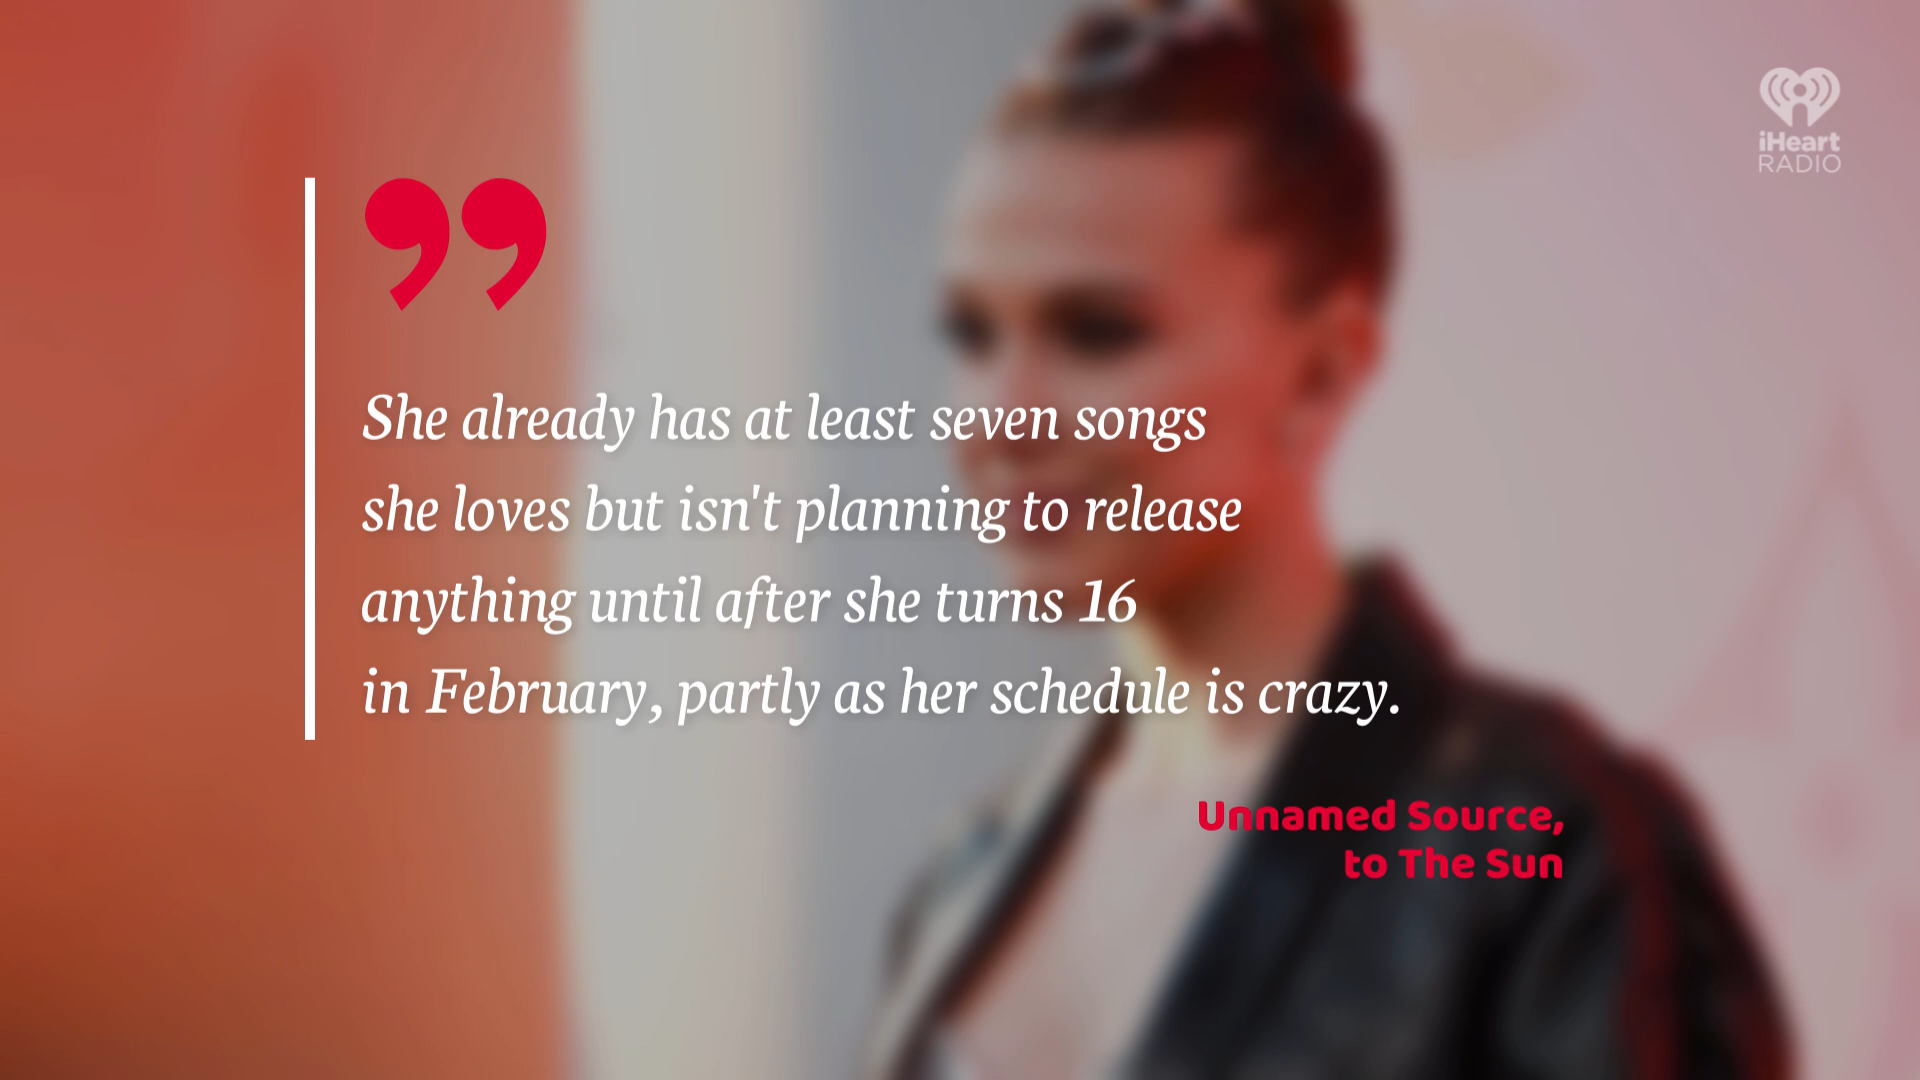 iHeart
RADIO
”
She already has at least seven songs
she loves but isn't planning to release
anything until after she turns 16
in February, partly as her schedule is crazy.
Unnamed Source,
to The Sun